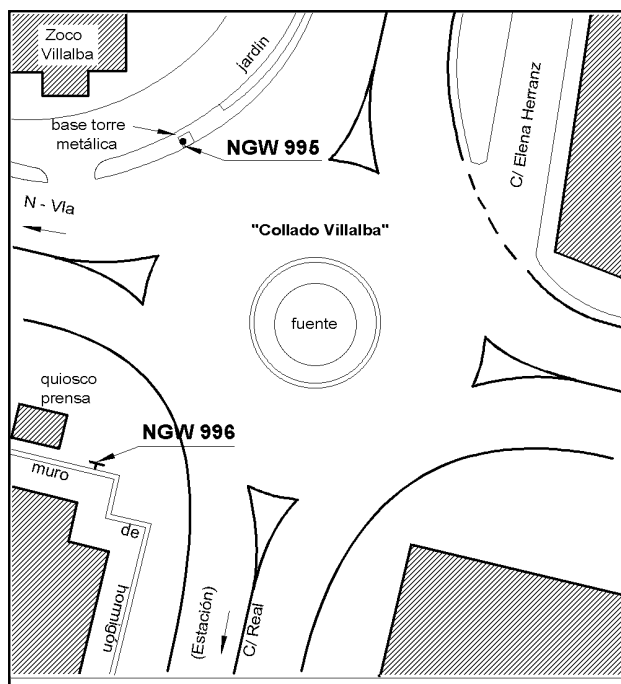 Zoco
Villalba
jardin
base torre
metálica
NGW 995
C/ Elena Herranz
N - VIa
"Collado Villalba"
fuente
quiosco
prensa
NGW 996
muro
de
hormigón
(Estación)
C/ Real